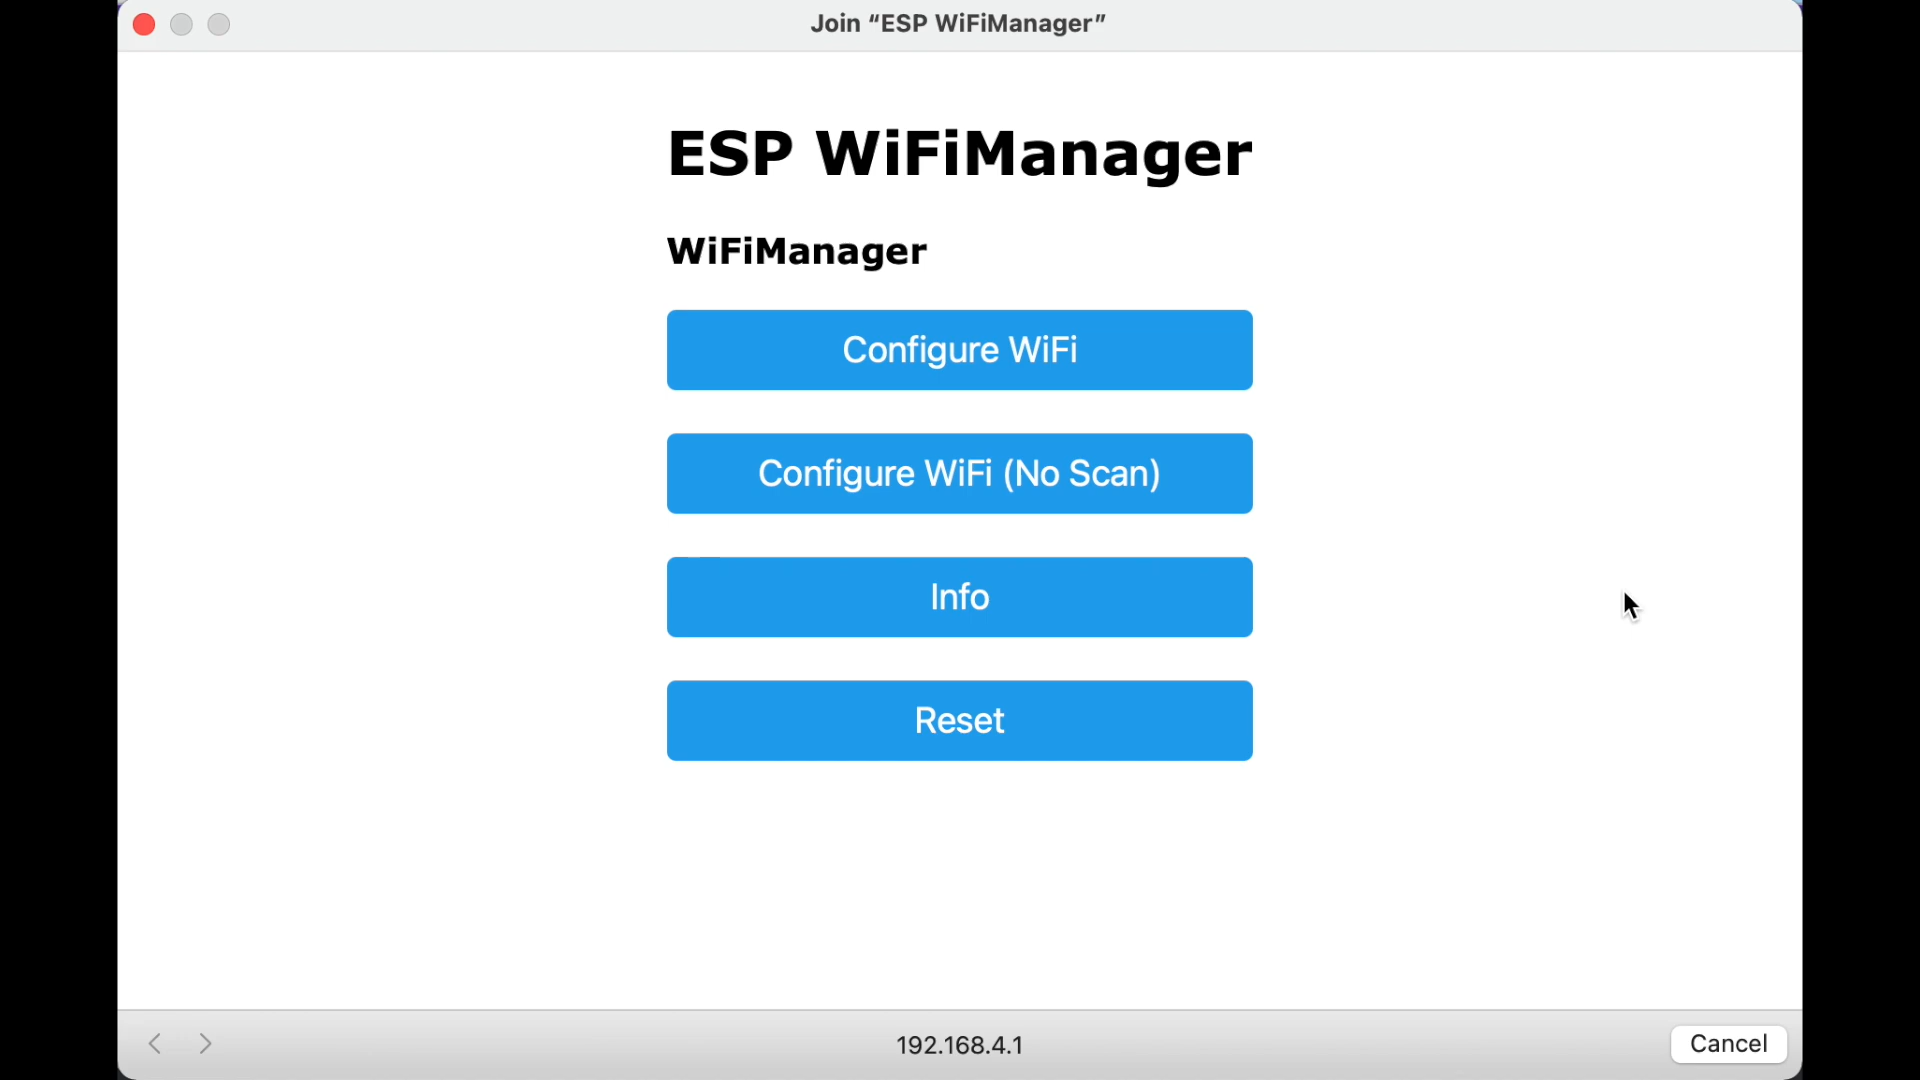 Join “ESP WiFiManager”
ESP WiFiManager
WiFiManager
Configure WiFi
Configure WiFi (No Scan)
Info
Reset
192.168.4.1
Cancel